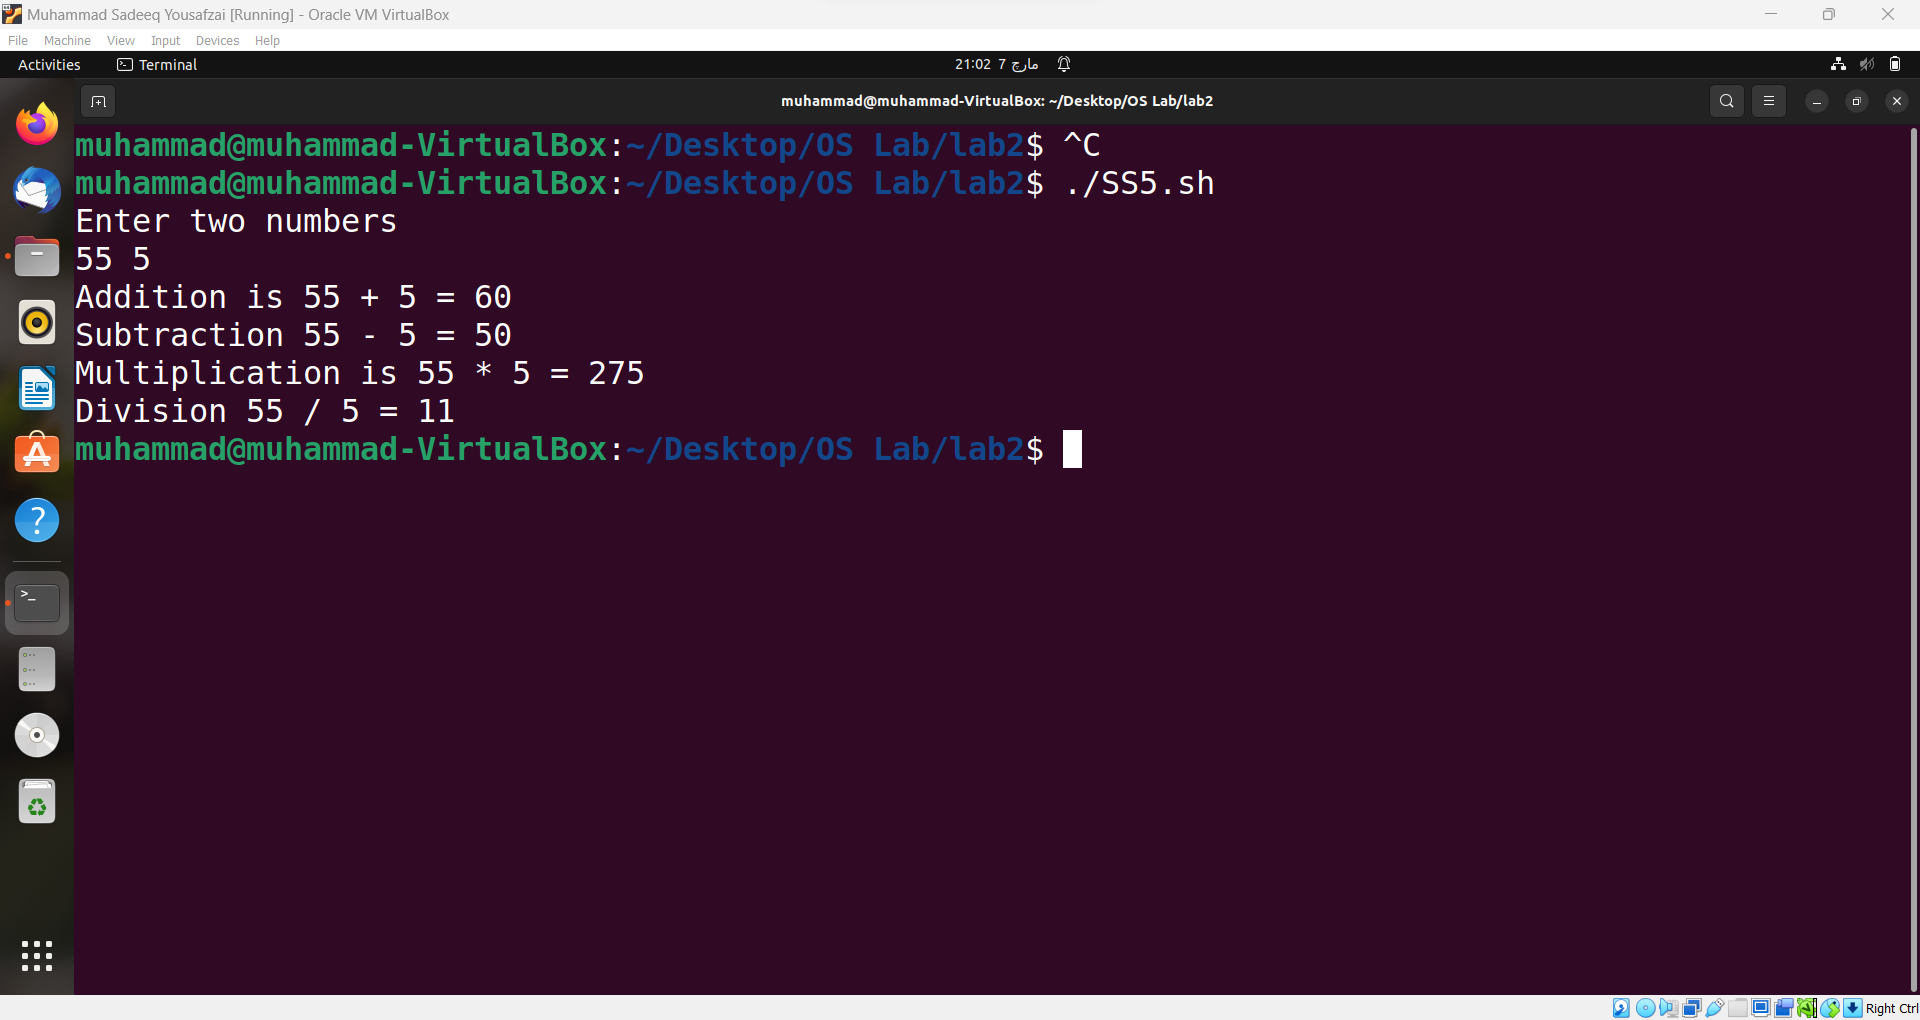 Muhammad Sadeeq Yousafzai [Running] - Oracle VM VirtualBox
File Machine View Input Devices Help
Activities Terminal 21:02 7 مارچ
muhammad@muhammad-VirtualBox: ~/Desktop/OS Lab/lab2
muhammad@muhammad-VirtualBox:~/Desktop/OS Lab/lab2$ ^C
muhammad@muhammad-VirtualBox:~/Desktop/OS Lab/lab2$ ./SS5.sh
Enter two numbers
55 5
Addition is 55 + 5 = 60
Subtraction 55 - 5 = 50
Multiplication is 55 * 5 = 275
Division 55 / 5 = 11
muhammad@muhammad-VirtualBox:~/Desktop/OS Lab/lab2$
Right Ctrl